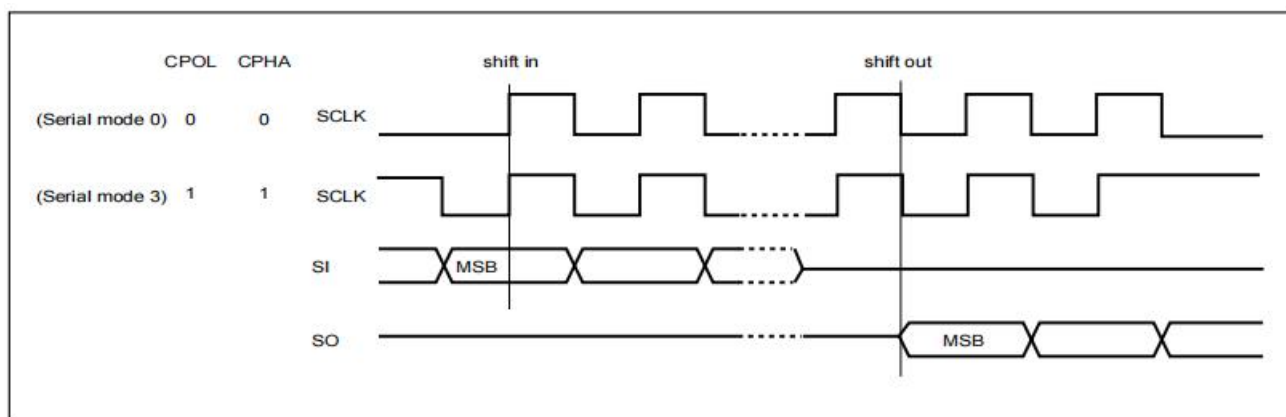 CPOL CPHA shift in shift out
(Serial mode 0) 0 0 SCLK
(Serial mode 3) 1 1 SCLK
SI MSB
SO MSB